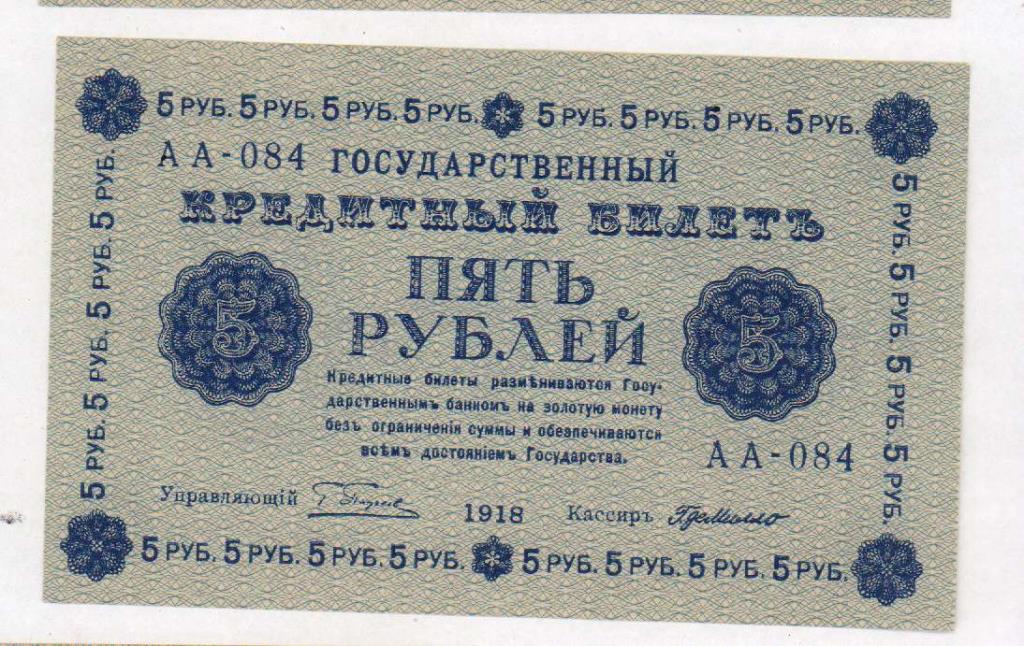 5 РУБ. 5 РУБ. 5 РУБ. 5 РУБ. 5 РУБ. 5 РУБ. 5 РУБ. 5 РУБ.
АА-084 ГОСУДАРСТВЕННЫЙ
КРЕДИТНЫЙ БИЛЕТЪ
ПЯТЬ
РУБЛЕЙ
5
5
Кредитные билеты размѣниваются Госу-
дарственнымъ банкомъ на золотую монету
безъ ограниченія суммы и обезпечиваются
всѣмъ достояніемъ Государства.
АА-084
Управляющій
1918
Кассиръ
5 РУБ. 5 РУБ. 5 РУБ. 5 РУБ. 5 РУБ. 5 РУБ. 5 РУБ. 5 РУБ.
5 РУБ. 5 РУБ. 5 РУБ. 5 РУБ.
5 РУБ. 5 РУБ. 5 РУБ. 5 РУБ.